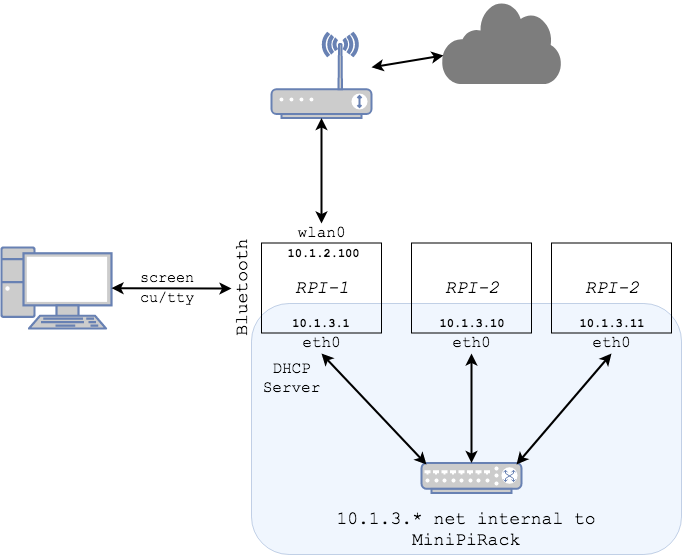 wlan0
10.1.2.100
Bluetooth
screen
cu/tty
RPI-1
RPI-2
RPI-2
10.1.3.1
10.1.3.10
10.1.3.11
eth0
eth0
eth0
DHCP
Server
10.1.3.* net internal to
MiniPiRack